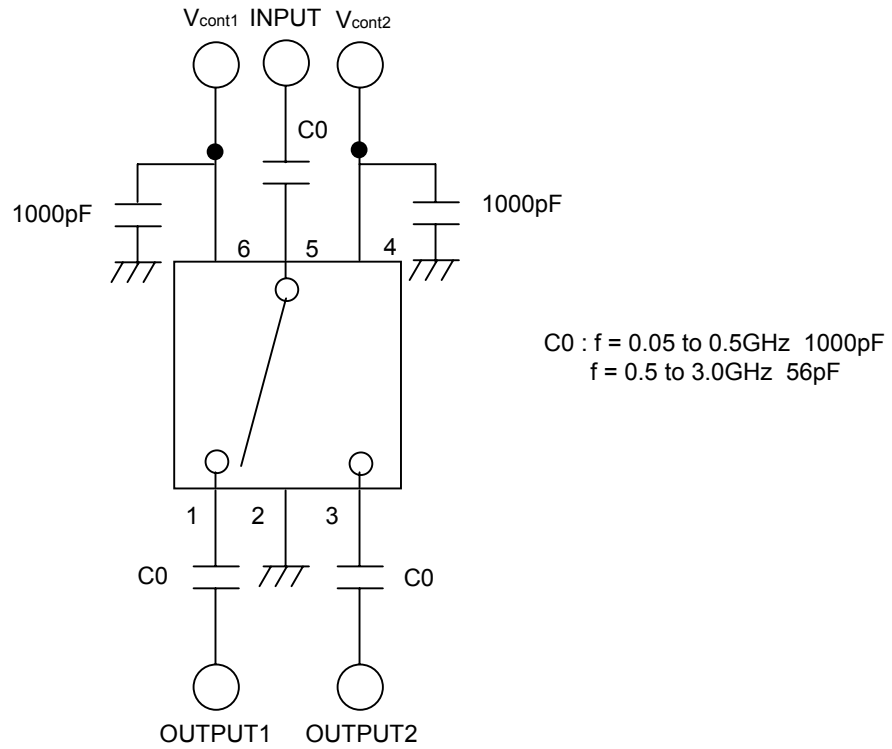 Vcont1 INPUT Vcont2
C0
1000pF
1000pF
6 5 4
C0 : f = 0.05 to 0.5GHz 1000pF
f = 0.5 to 3.0GHz 56pF
1 2 3
C0
C0
OUTPUT1 OUTPUT2